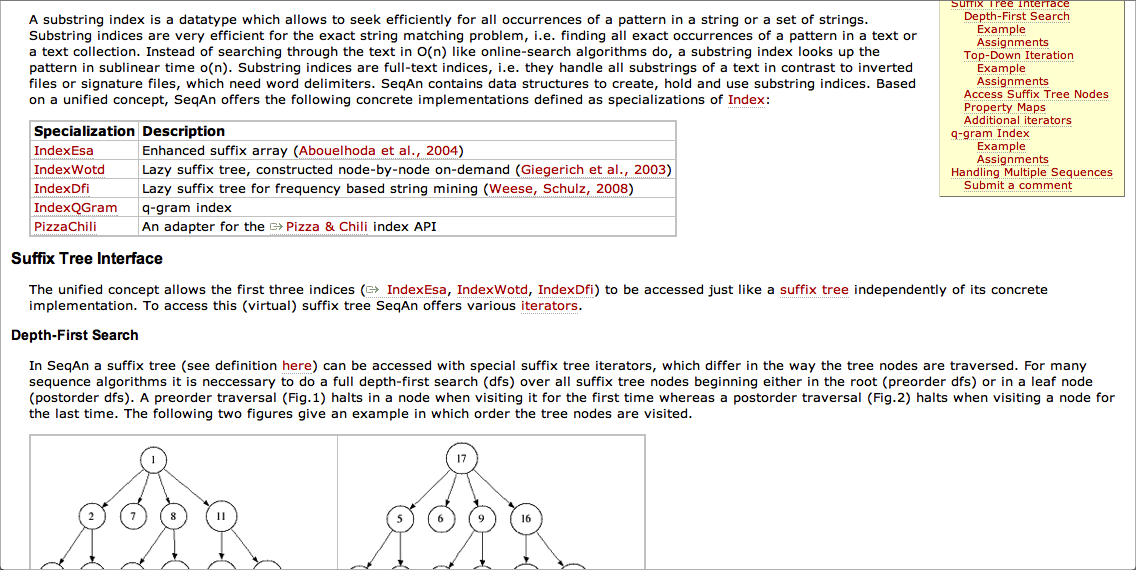 A substring index is a datatype which allows to seek efficiently for all occurrences of a pattern in a string or a set of strings.
Substring indices are very efficient for the exact string matching problem, i.e. finding all exact occurrences of a pattern in a text or
a text collection. Instead of searching through the text in O(n) like online-search algorithms do, a substring index looks up the
pattern in sublinear time o(n). Substring indices are full-text indices, i.e. they handle all substrings of a text in contrast to inverted
files or signature files, which need word delimiters. SeqAn contains data structures to create, hold and use substring indices. Based
on a unified concept, SeqAn offers the following concrete implementations defined as specializations of Index:
Specialization Description
IndexEsa Enhanced suffix array (Abouelhoda et al., 2004)
IndexWotd Lazy suffix tree, constructed node-by-node on-demand (Giegerich et al., 2003)
IndexDfi Lazy suffix tree for frequency based string mining (Weese, Schulz, 2008)
IndexQGram q-gram index
PizzaChili An adapter for the Pizza & Chili index API
Suffix Tree Interface
Depth-First Search
Example
Assignments
Top-Down Iteration
Example
Assignments
Access Suffix Tree Nodes
Property Maps
Additional iterators
q-gram Index
Example
Assignments
Handling Multiple Sequences
Submit a comment
Suffix Tree Interface
The unified concept allows the first three indices ( IndexEsa, IndexWotd, IndexDfi) to be accessed just like a suffix tree independently of its concrete
implementation. To access this (virtual) suffix tree SeqAn offers various iterators.
Depth-First Search
In SeqAn a suffix tree (see definition here) can be accessed with special suffix tree iterators, which differ in the way the tree nodes are traversed. For many
sequence algorithms it is neccessary to do a full depth-first search (dfs) over all suffix tree nodes beginning either in the root (preorder dfs) or in a leaf node
(postorder dfs). A preorder traversal (Fig.1) halts in a node when visiting it for the first time whereas a postorder traversal (Fig.2) halts when visiting a node for
the last time. The following two figures give an example in which order the tree nodes are visited.
1
2 7 8 11
17
5 6 9 16